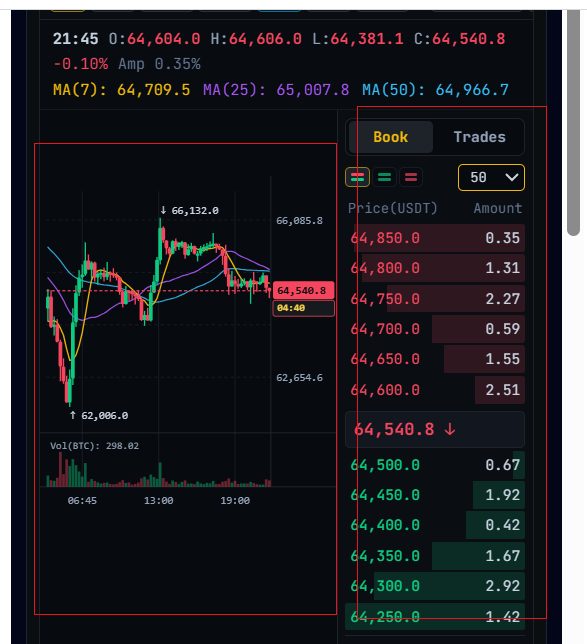 21:45 O:64,604.0 H:64,606.0 L:64,381.1 C:64,540.8
-0.10% Amp 0.35%
MA(7): 64,709.5 MA(25): 65,007.8 MA(50): 64,966.7
Book Trades
50
Price(USDT) Amount
64,850.0 0.35
64,800.0 1.31
64,750.0 2.27
64,700.0 0.59
64,650.0 1.55
64,600.0 2.51
64,540.8 ↓
64,500.0 0.67
64,450.0 1.92
64,400.0 0.42
64,350.0 1.67
64,300.0 2.92
64,250.0 1.42
↓ 66,132.0
66,085.8
64,540.8
04:40
62,654.6
↑ 62,006.0
Vol(BTC): 298.02
06:45 13:00 19:00